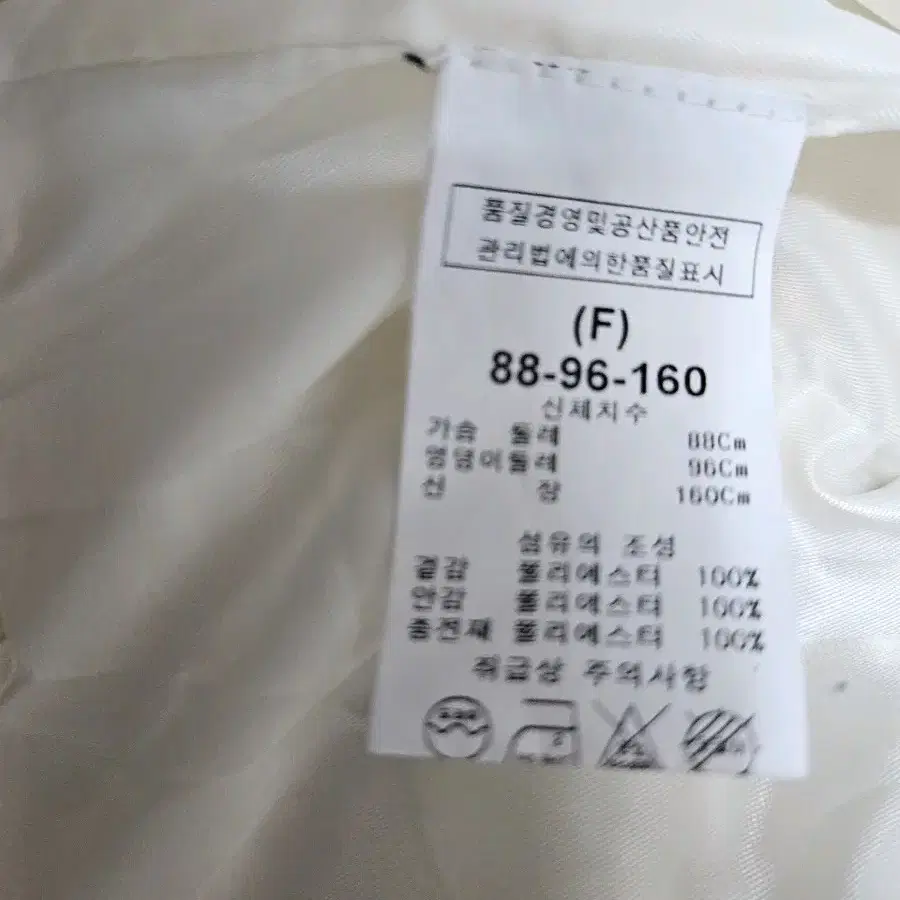 품질경영및공산품안전
관리법에의한품질표시
(F)
88-96-160
신체치수
가슴 둘레 88Cm
엉덩이둘레 96Cm
신 장 160Cm
섬유의 조성
겉감 폴리에스터 100%
안감 폴리에스터 100%
충전재 폴리에스터 100%
취급상 주의사항